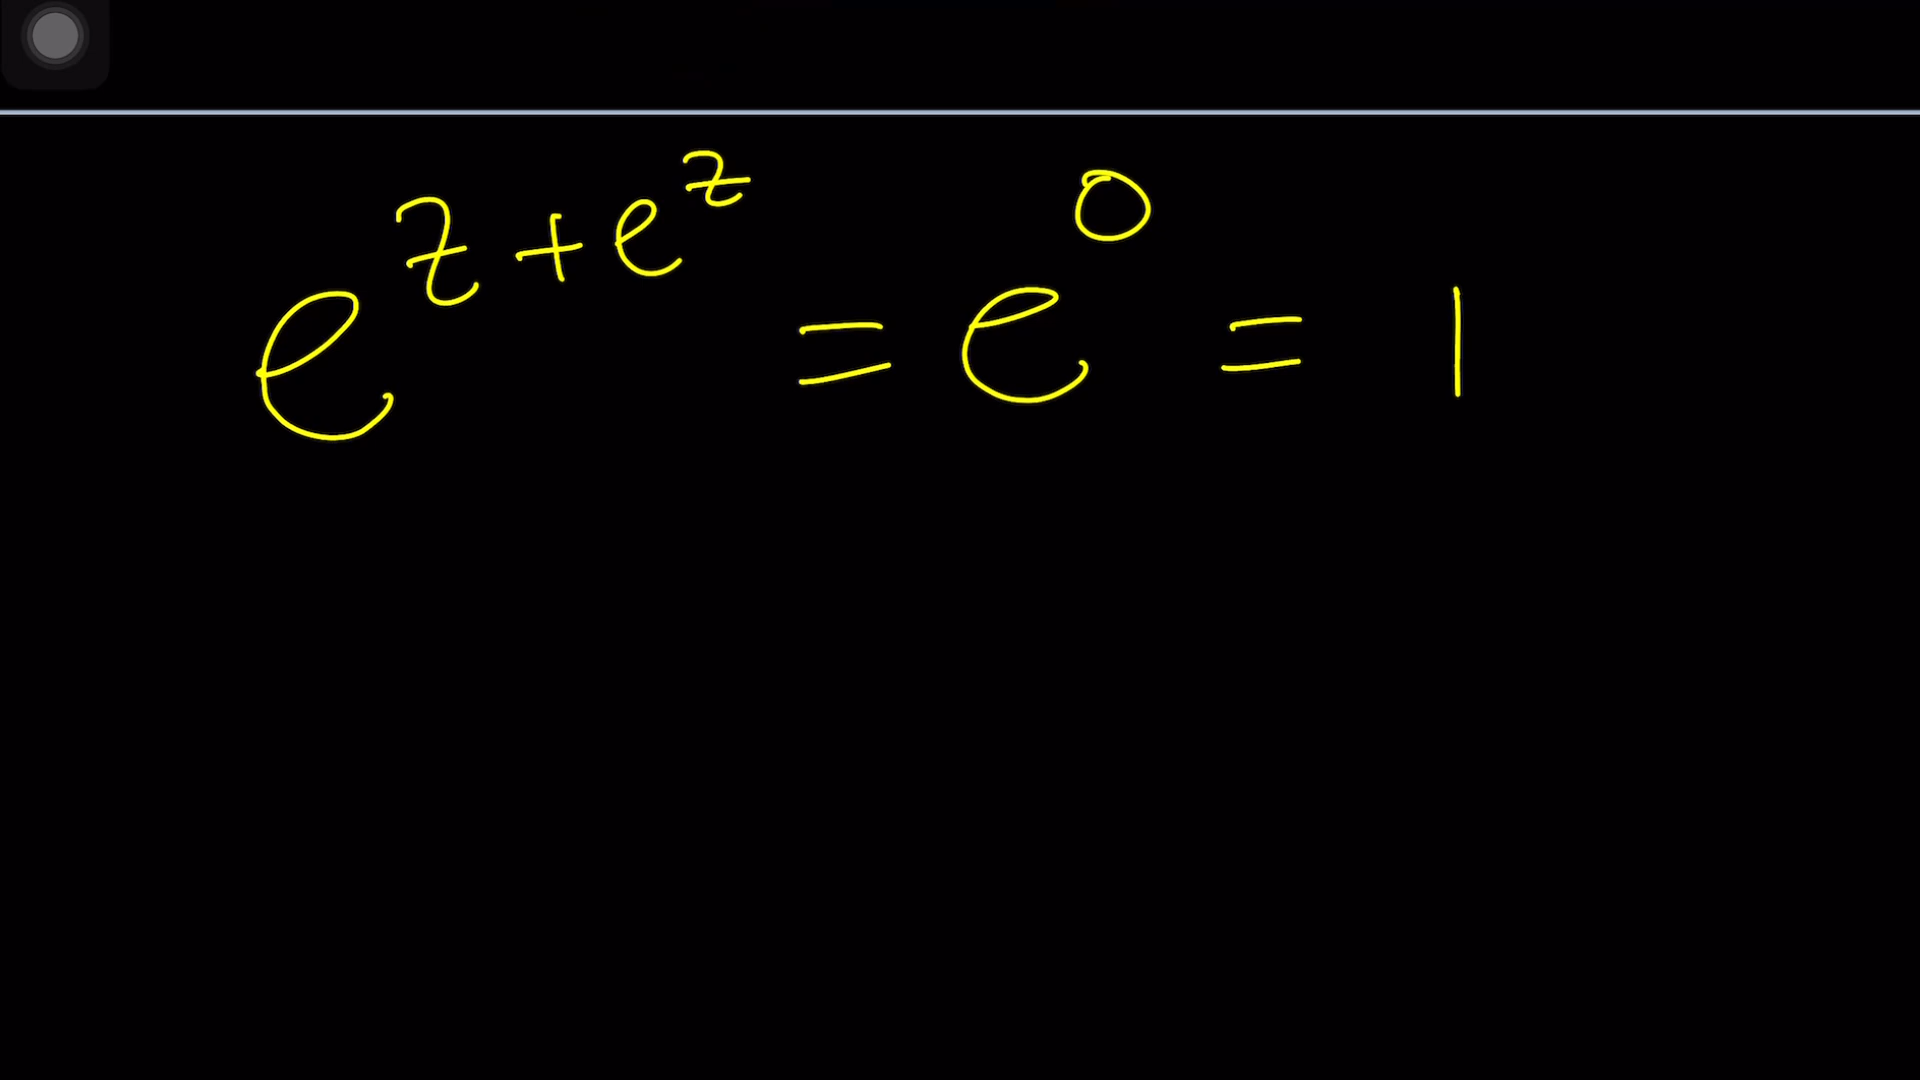 e^{z+e^z} = e^0 = 1